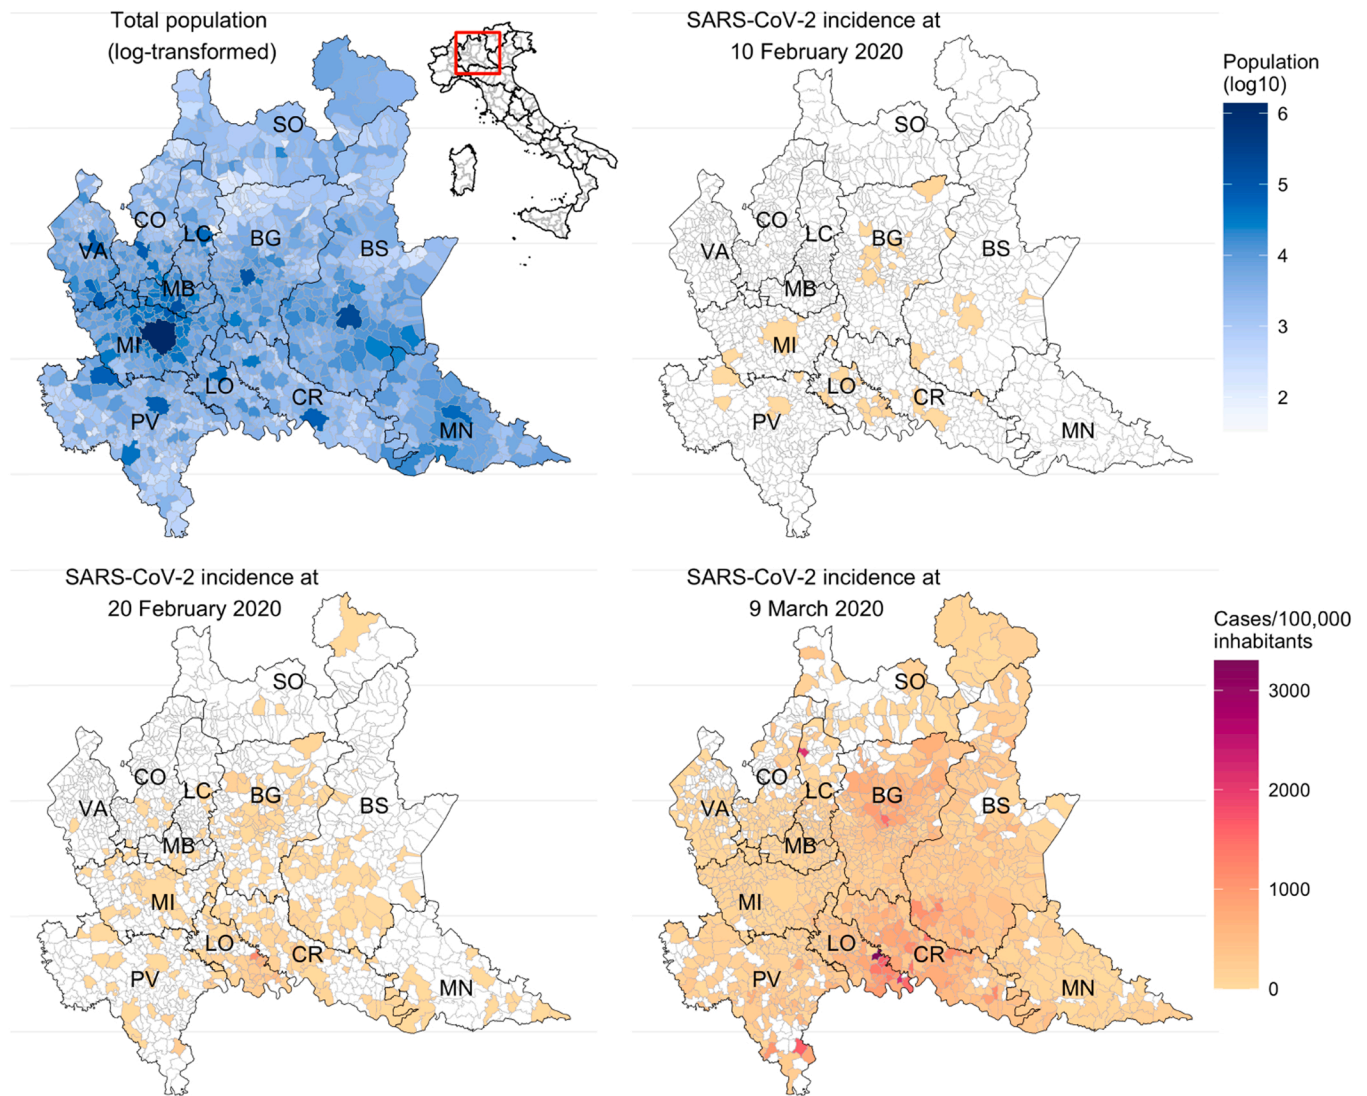 Total population
(log-transformed)
SO
CO
LC
VA
BG
BS
MB
MI
LO
CR
PV
MN
SARS-CoV-2 incidence at
10 February 2020
SO
CO
LC
VA
BG
BS
MB
MI
LO
CR
PV
MN
Population
(log10)
6
5
4
3
2
SARS-CoV-2 incidence at
20 February 2020
SO
CO
LC
VA
BG
BS
MB
MI
LO
CR
PV
MN
SARS-CoV-2 incidence at
9 March 2020
SO
CO
LC
VA
BG
BS
MB
MI
LO
CR
PV
MN
Cases/100,000
inhabitants
3000
2000
1000
0